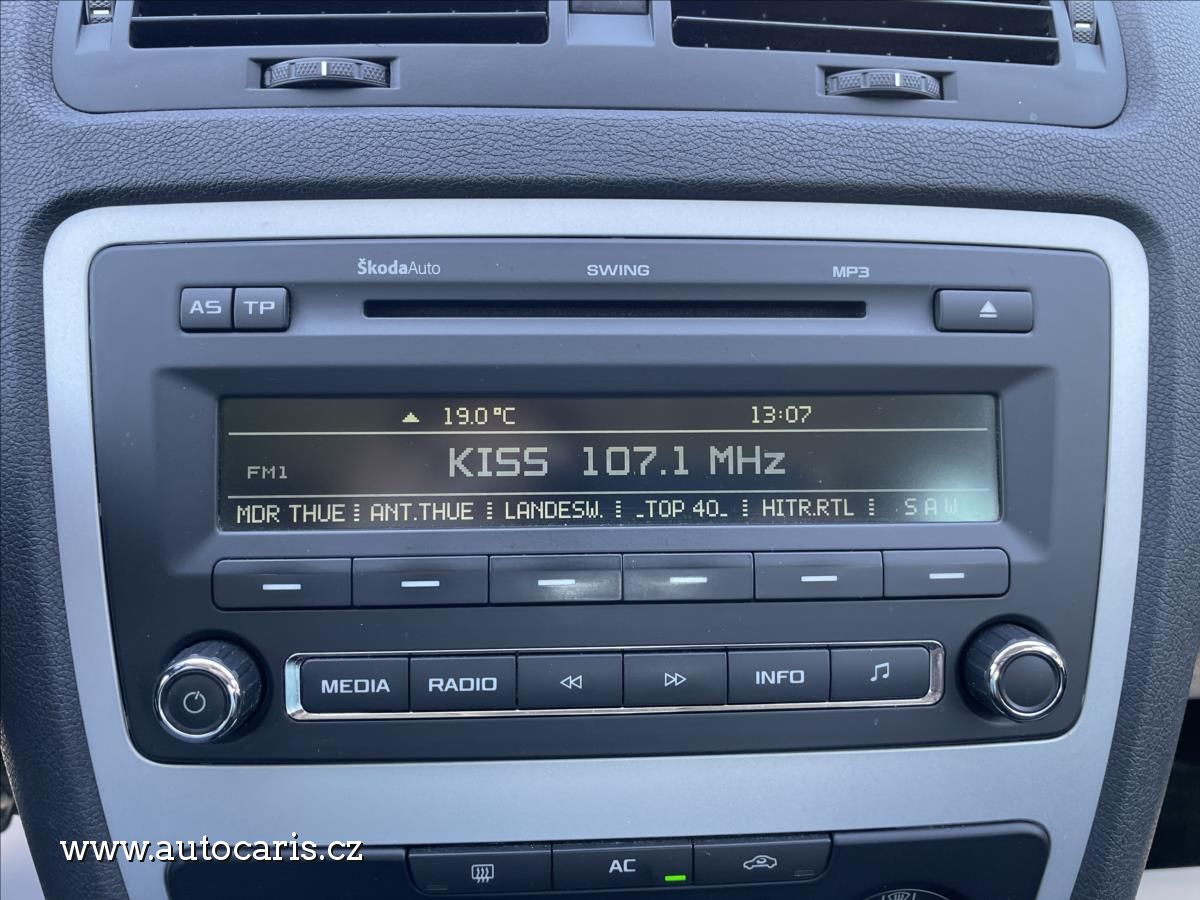 ŠkodaAuto SWING MP3
AS TP
19.0°C 13:07
FM1 KISS 107.1 MHz
MDR THUE ANT.THUE LANDESW. _TOP 40_ HITR.RTL S A W
MEDIA RADIO INFO
www.autocaris.cz
AC